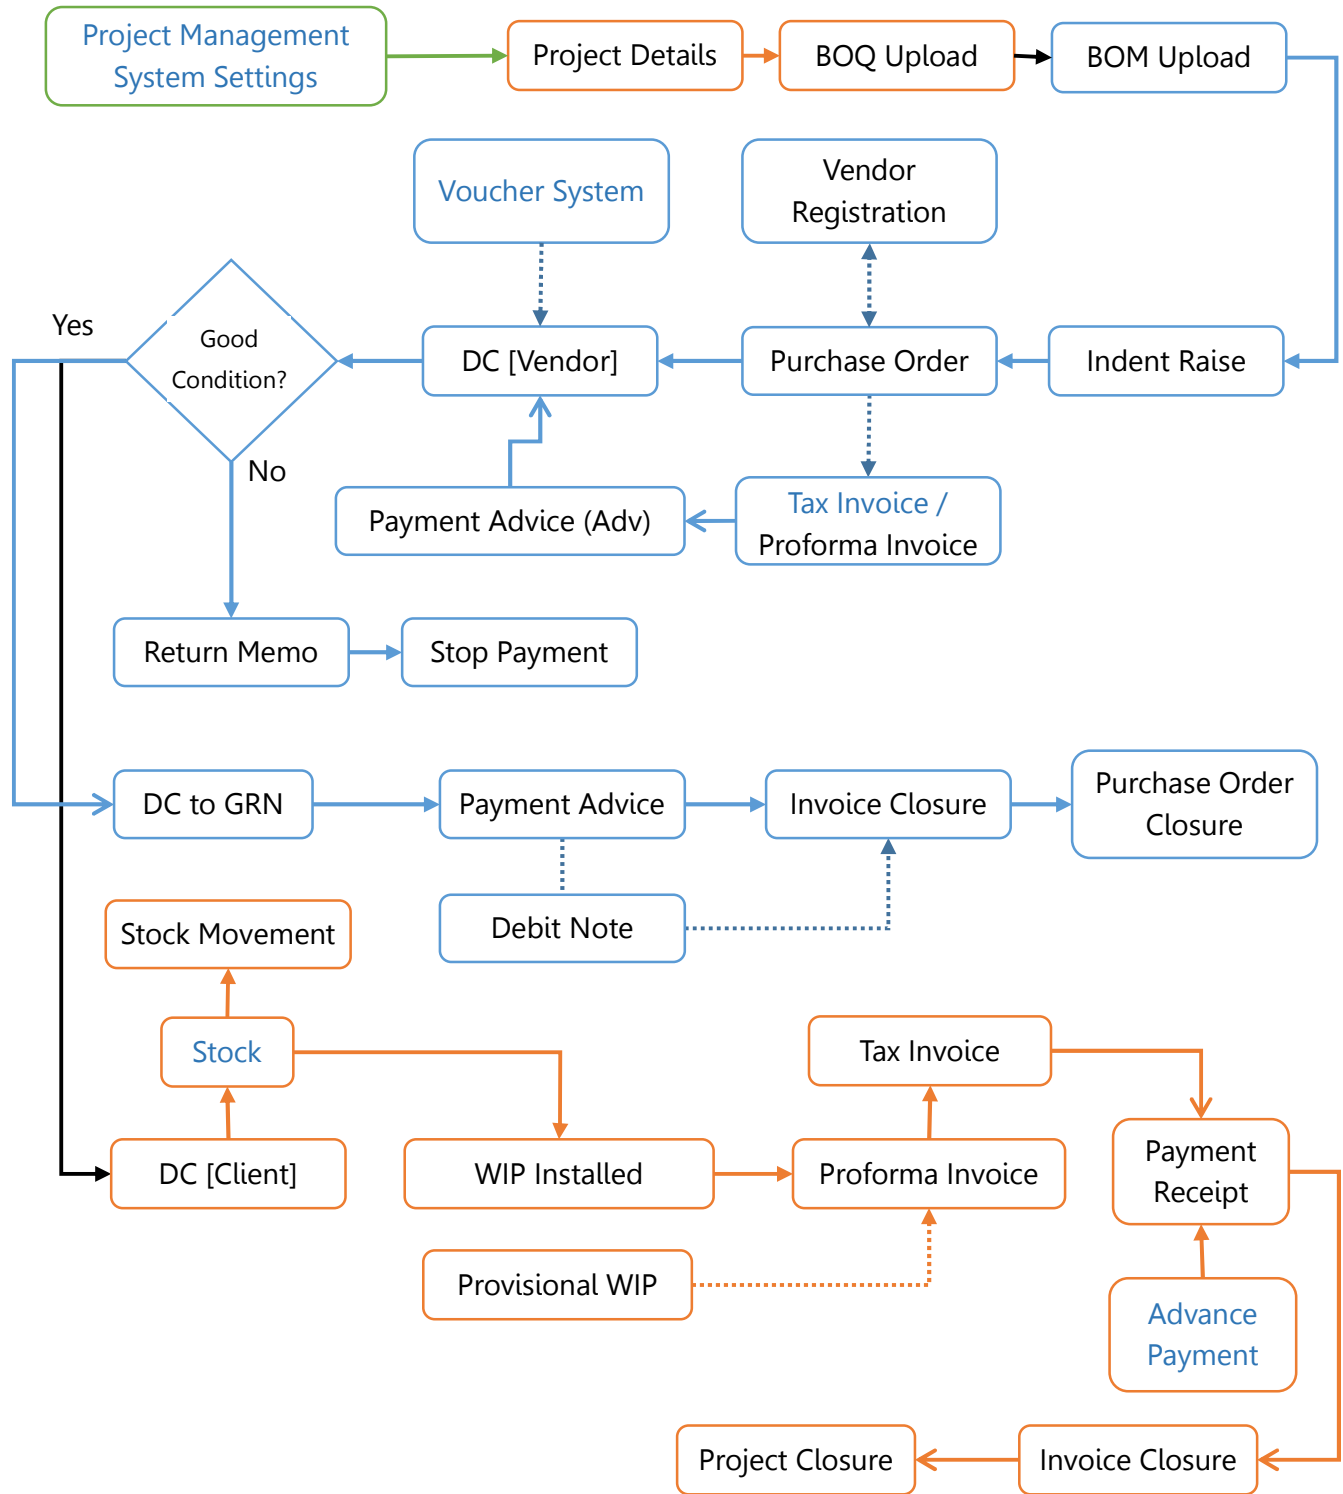 Project Management
System Settings
Project Details
BOQ Upload
BOM Upload
Voucher System
Vendor
Registration
Yes
Good
Condition?
DC [Vendor]
Purchase Order
Indent Raise
No
Payment Advice (Adv)
Tax Invoice /
Proforma Invoice
Return Memo
Stop Payment
DC to GRN
Payment Advice
Invoice Closure
Purchase Order
Closure
Stock Movement
Debit Note
Stock
Tax Invoice
DC [Client]
WIP Installed
Proforma Invoice
Payment
Receipt
Provisional WIP
Advance
Payment
Project Closure
Invoice Closure